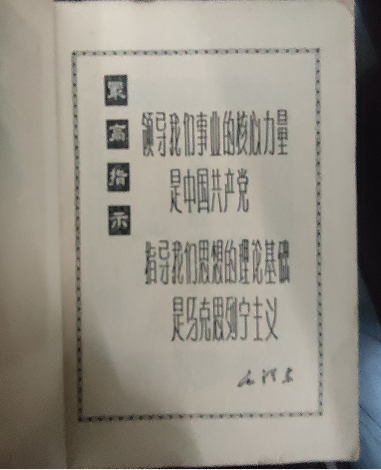 最高指示
领导我们事业的核心力量
是中国共产党
指导我们思想的理论基础
是马克思列宁主义
毛泽东